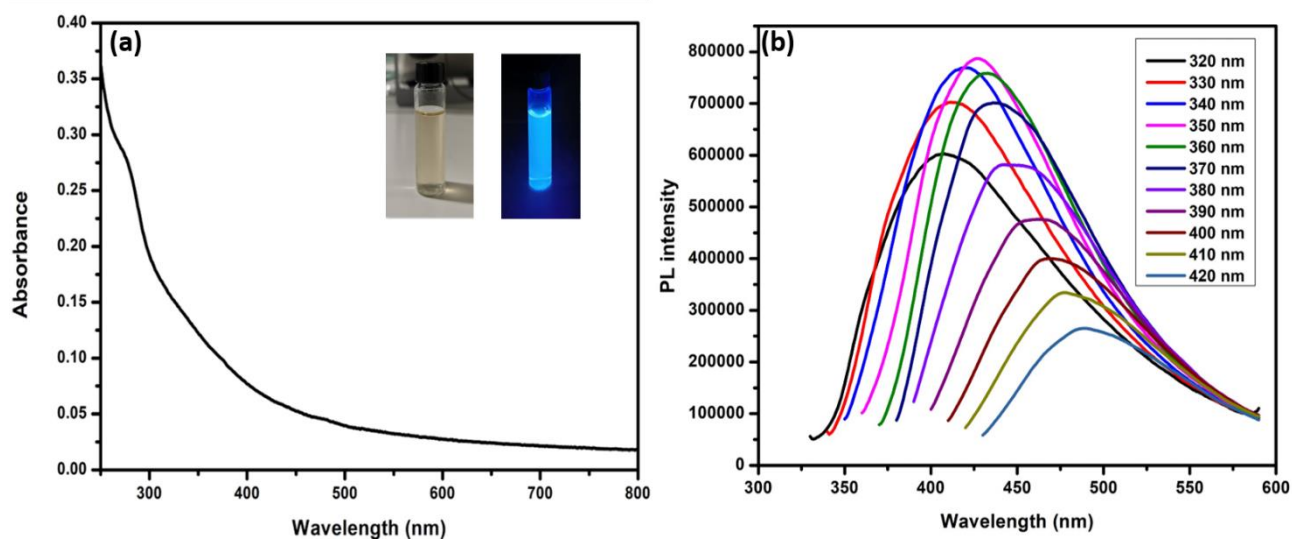 (a)
0.40
0.35
0.30
0.25
0.20
0.15
0.10
0.05
0.00
Absorbance
300 400 500 600 700 800
Wavelength (nm)
(b)
800000
700000
600000
500000
400000
300000
200000
100000
0
PL intensity
300 350 400 450 500 550 600
Wavelength (nm)
320 nm
330 nm
340 nm
350 nm
360 nm
370 nm
380 nm
390 nm
400 nm
410 nm
420 nm